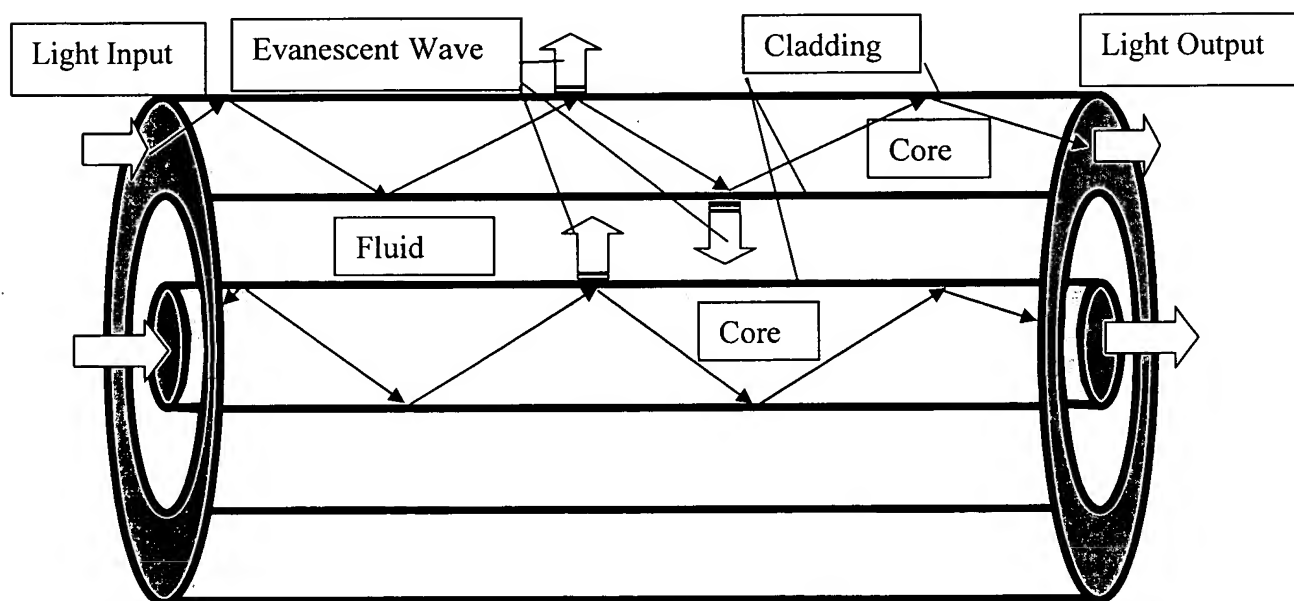 Light Input
Evanescent Wave
Cladding
Light Output
Core
Fluid
Core